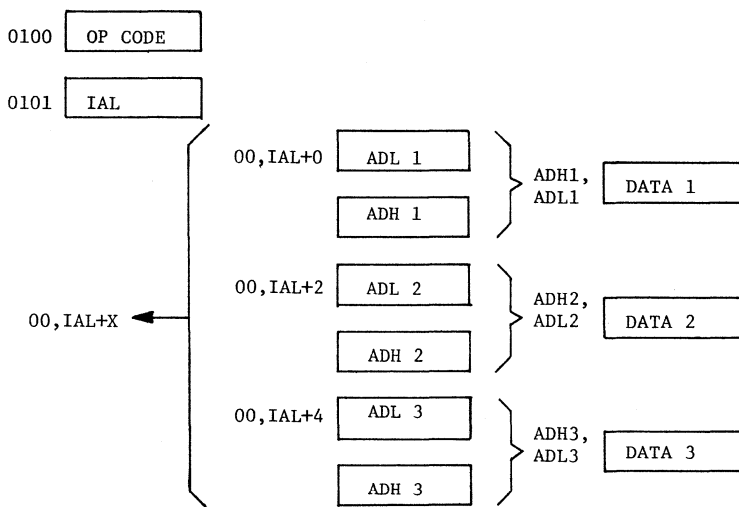 0100 OP CODE
0101 IAL
00,IAL+0 ADL 1
ADH 1
ADH1,
ADL1
DATA 1
00,IAL+2 ADL 2
ADH 2
ADH2,
ADL2
DATA 2
00,IAL+X
00,IAL+4 ADL 3
ADH 3
ADH3,
ADL3
DATA 3